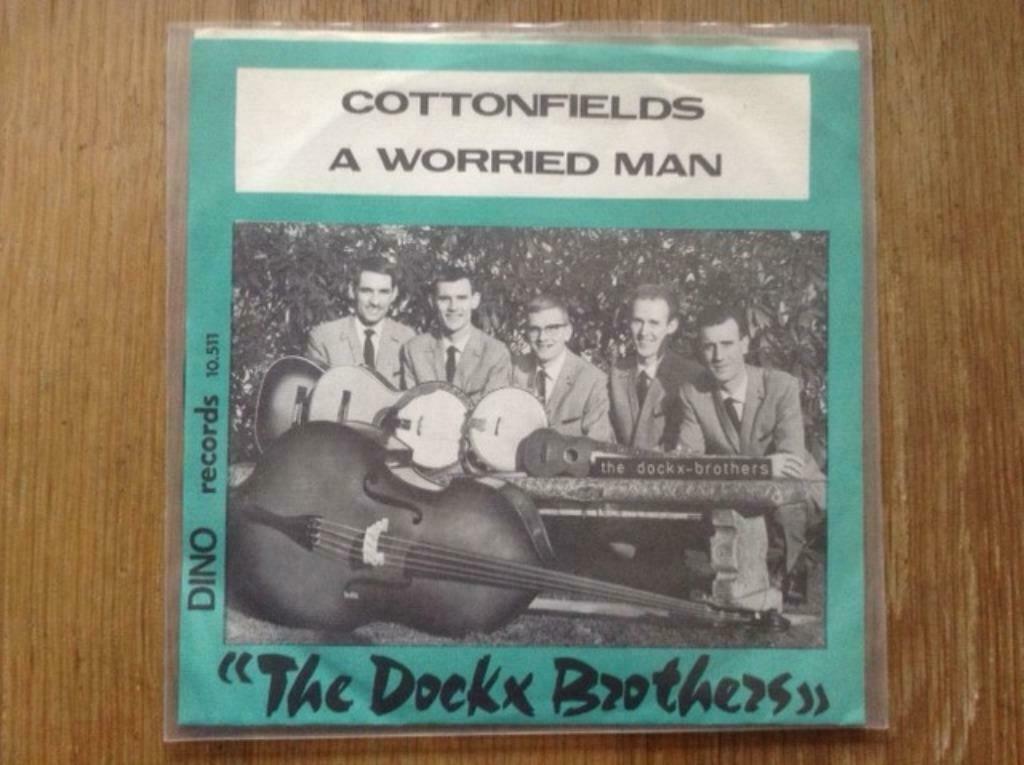 COTTONFIELDS
A WORRIED MAN
DINO records 10.511
the dockx-brothers
“The Dockx Brothers»